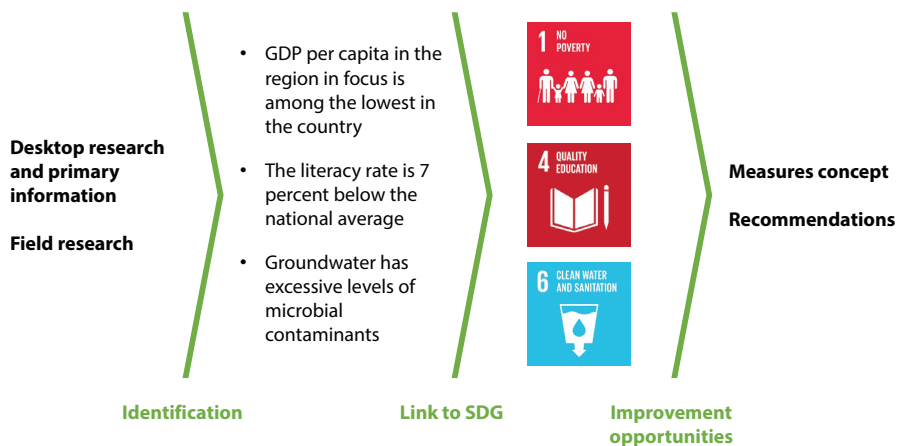 Desktop research
and primary
information
Field research
• GDP per capita in the
region in focus is
among the lowest in
the country
• The literacy rate is 7
percent below the
national average
• Groundwater has
excessive levels of
microbial
contaminants
1 NO
POVERTY
4 QUALITY
EDUCATION
6 CLEAN WATER
AND SANITATION
Measures concept
Recommendations
Identification
Link to SDG
Improvement
opportunities